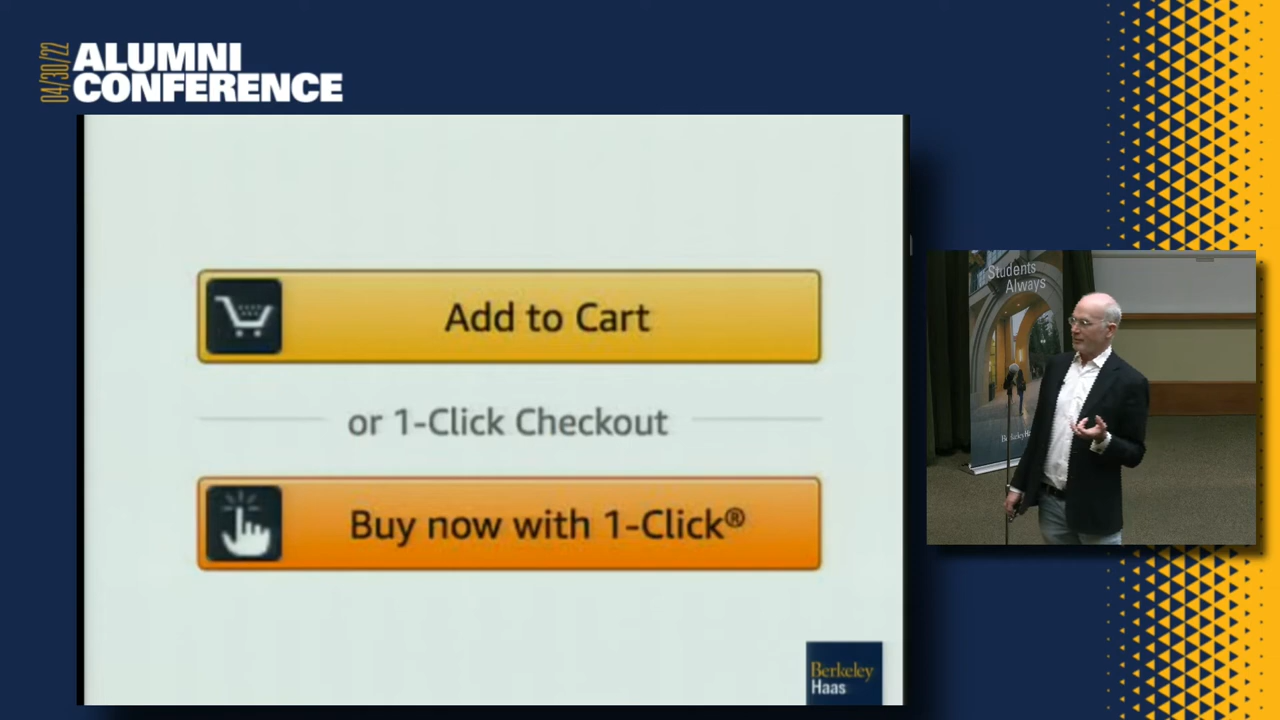 04/30/22
ALUMNI
CONFERENCE
Add to Cart
or 1-Click Checkout
Buy now with 1-Click®
Berkeley
Haas
Students
Always